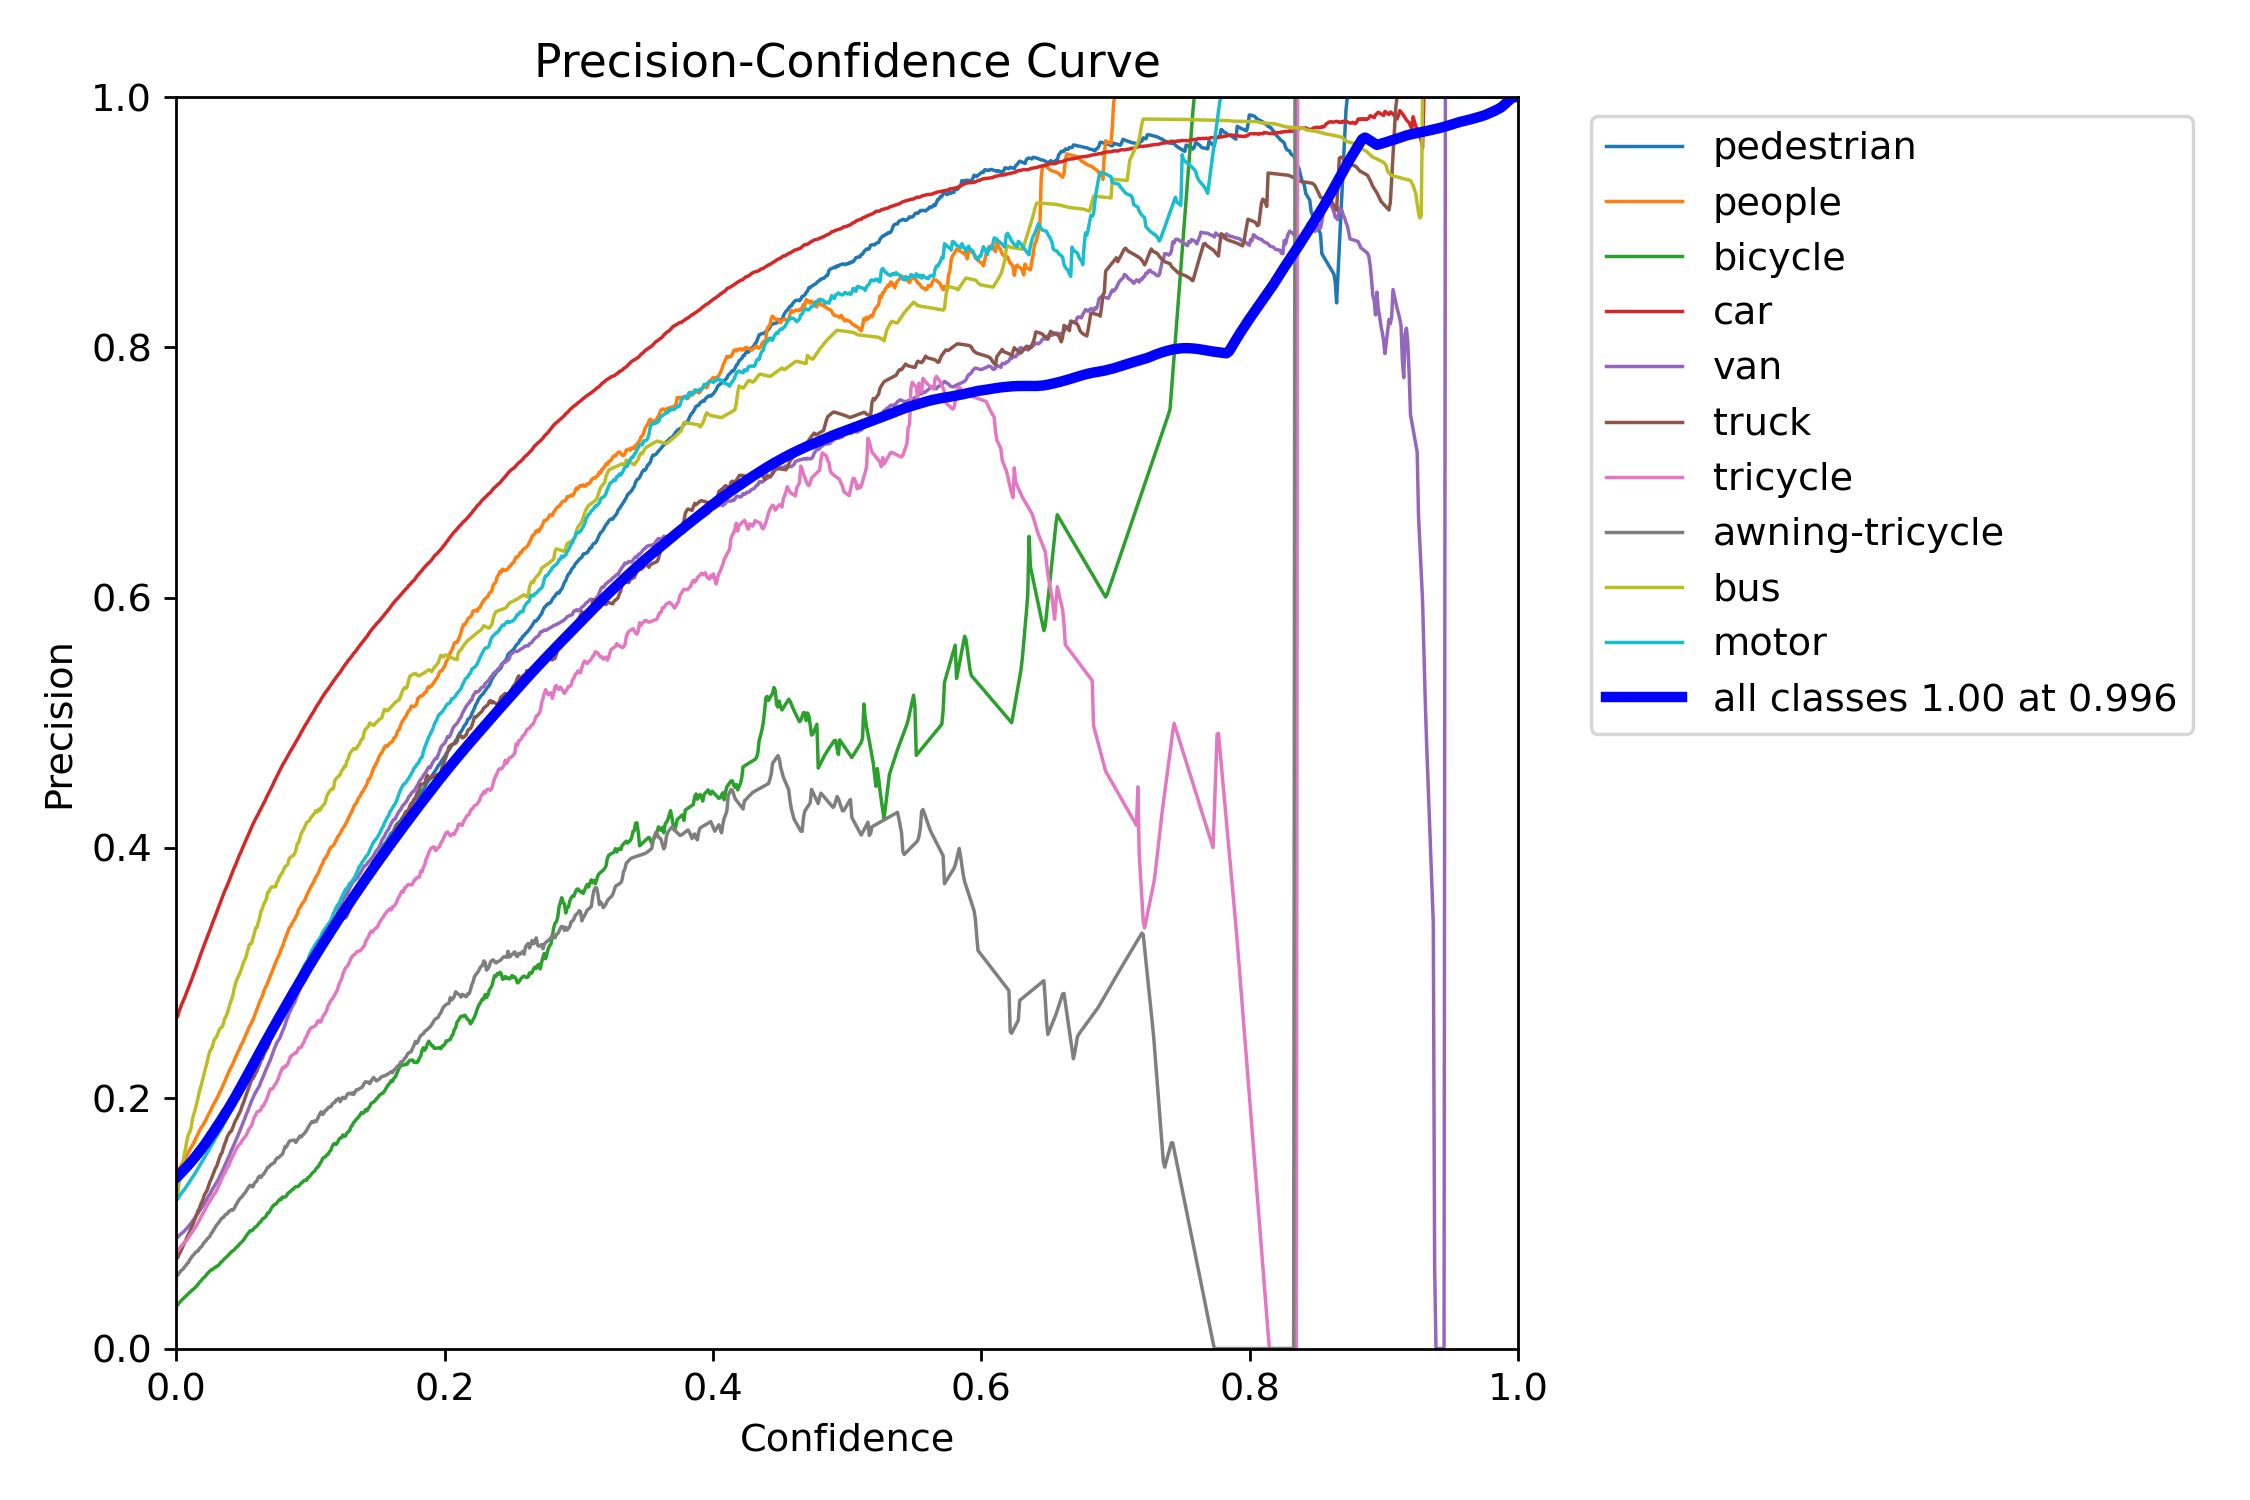 Precision-Confidence Curve
1.0
0.8
0.6
0.4
0.2
0.0
Precision
0.0 0.2 0.4 0.6 0.8 1.0
Confidence
pedestrian
people
bicycle
car
van
truck
tricycle
awning-tricycle
bus
motor
all classes 1.00 at 0.996